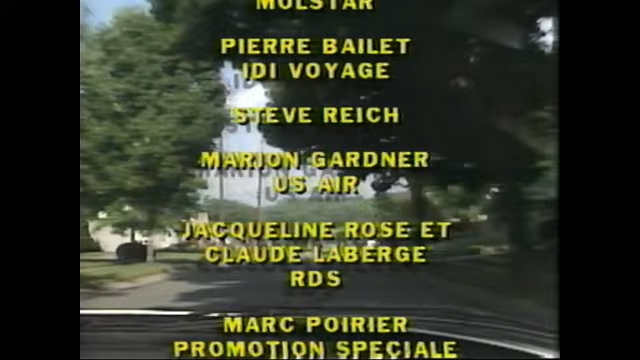 MOLSTAR
PIERRE BAILET
IDI VOYAGE
STEVE REICH
MARION GARDNER
US AIR
JACQUELINE ROSE ET
CLAUDE LABERGE
RDS
MARC POIRIER
PROMOTION SPECIALE